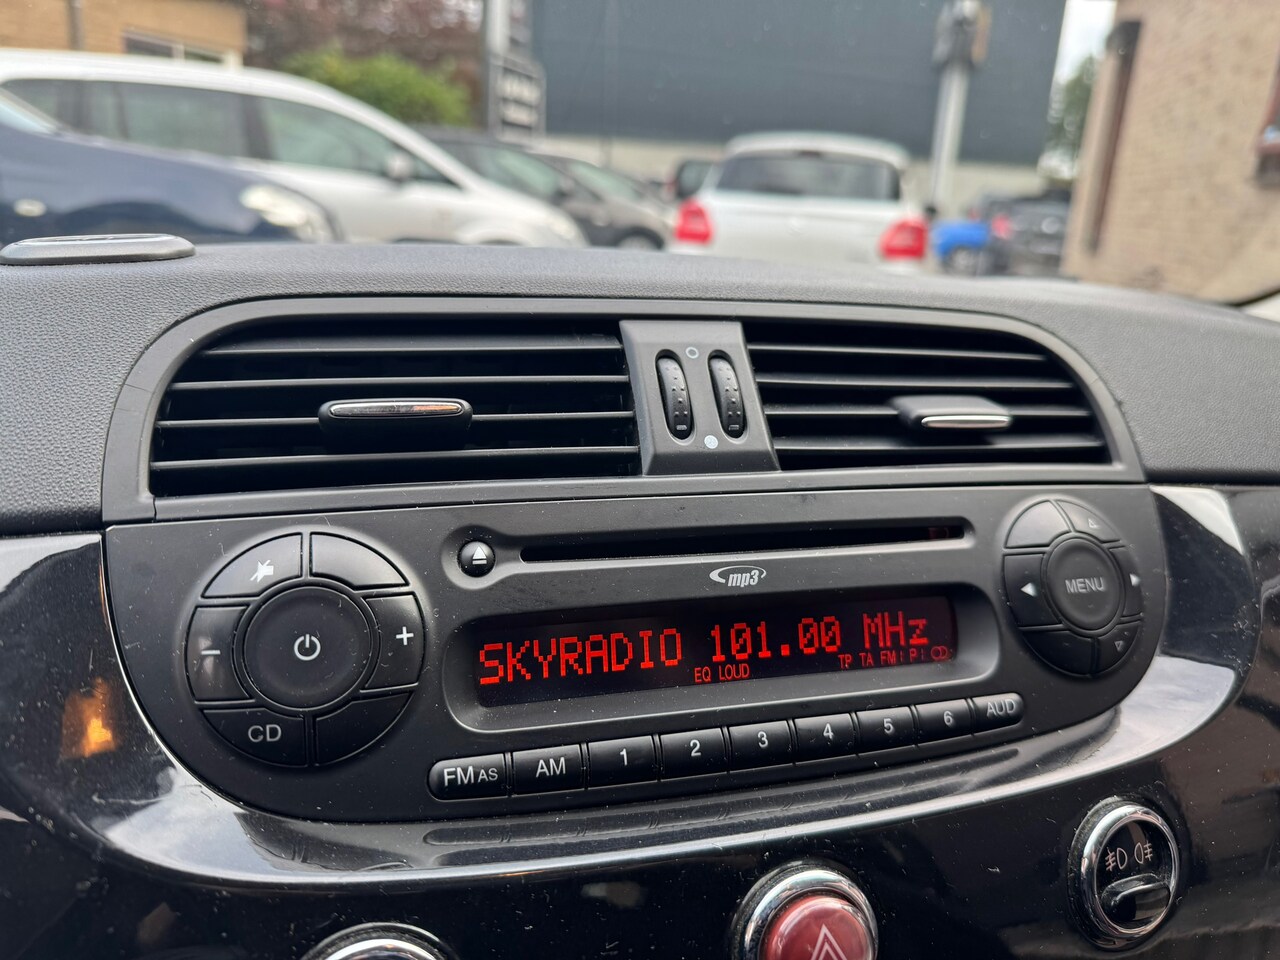 mp3
SKYRADIO 101.00 MHz
EQ LOUD TP TA FM
MENU
CD
FM AS AM 1 2 3 4 5 6 AUD